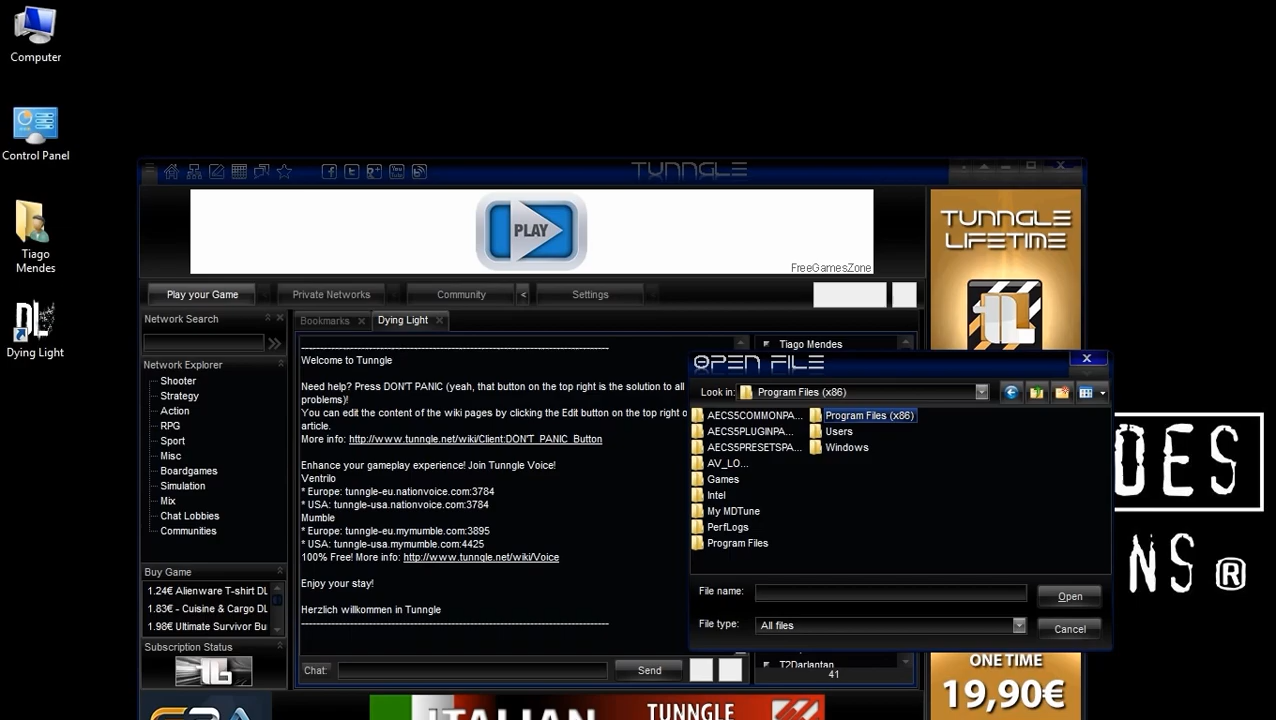 Computer
Control Panel
Tiago
Mendes
Dying Light
TUNNGLE
PLAY
FreeGamesZone
TUNNGLE
LIFETIME
Play your Game
Private Networks
Community
<
Settings
Network Search
Bookmarks
Dying Light
Network Explorer
Shooter
Strategy
Action
RPG
Sport
Misc
Boardgames
Simulation
Mix
Chat Lobbies
Communities
Buy Game
1.24€ Alienware T-shirt DL
1.83€ - Cuisine & Cargo DL
1.98€ Ultimate Survivor Bu
Subscription Status
Welcome to Tunngle
Need help? Press DON'T PANIC (yeah, that button on the top right is the solution to all
problems)!
You can edit the content of the wiki pages by clicking the Edit button on the top right o
article.
More info: http://www.tunngle.net/wiki/Client:DON'T_PANIC_Button
Enhance your gameplay experience! Join Tunngle Voice!
Ventrilo
* Europe: tunngle-eu.nationvoice.com:3784
* USA: tunngle-usa.nationvoice.com:3784
Mumble
* Europe: tunngle-eu.mymumble.com:3895
* USA: tunngle-usa.mymumble.com:4425
100% Free! More info: http://www.tunngle.net/wiki/Voice
Enjoy your stay!
Herzlich willkommen in Tunngle
Chat:
Send
Tiago Mendes
T2Darlantan
41
OPEN FILE
Look in:
Program Files (x86)
AECS5COMMONPA...
AECS5PLUGINPA...
AECS5PRESETSPA...
AV_LO...
Games
Intel
My MDTune
PerfLogs
Program Files
Program Files (x86)
Users
Windows
File name:
Open
File type:
All files
Cancel
DES
NS®
ONE TIME
19,90€
ITALIAN
TUNNGLE